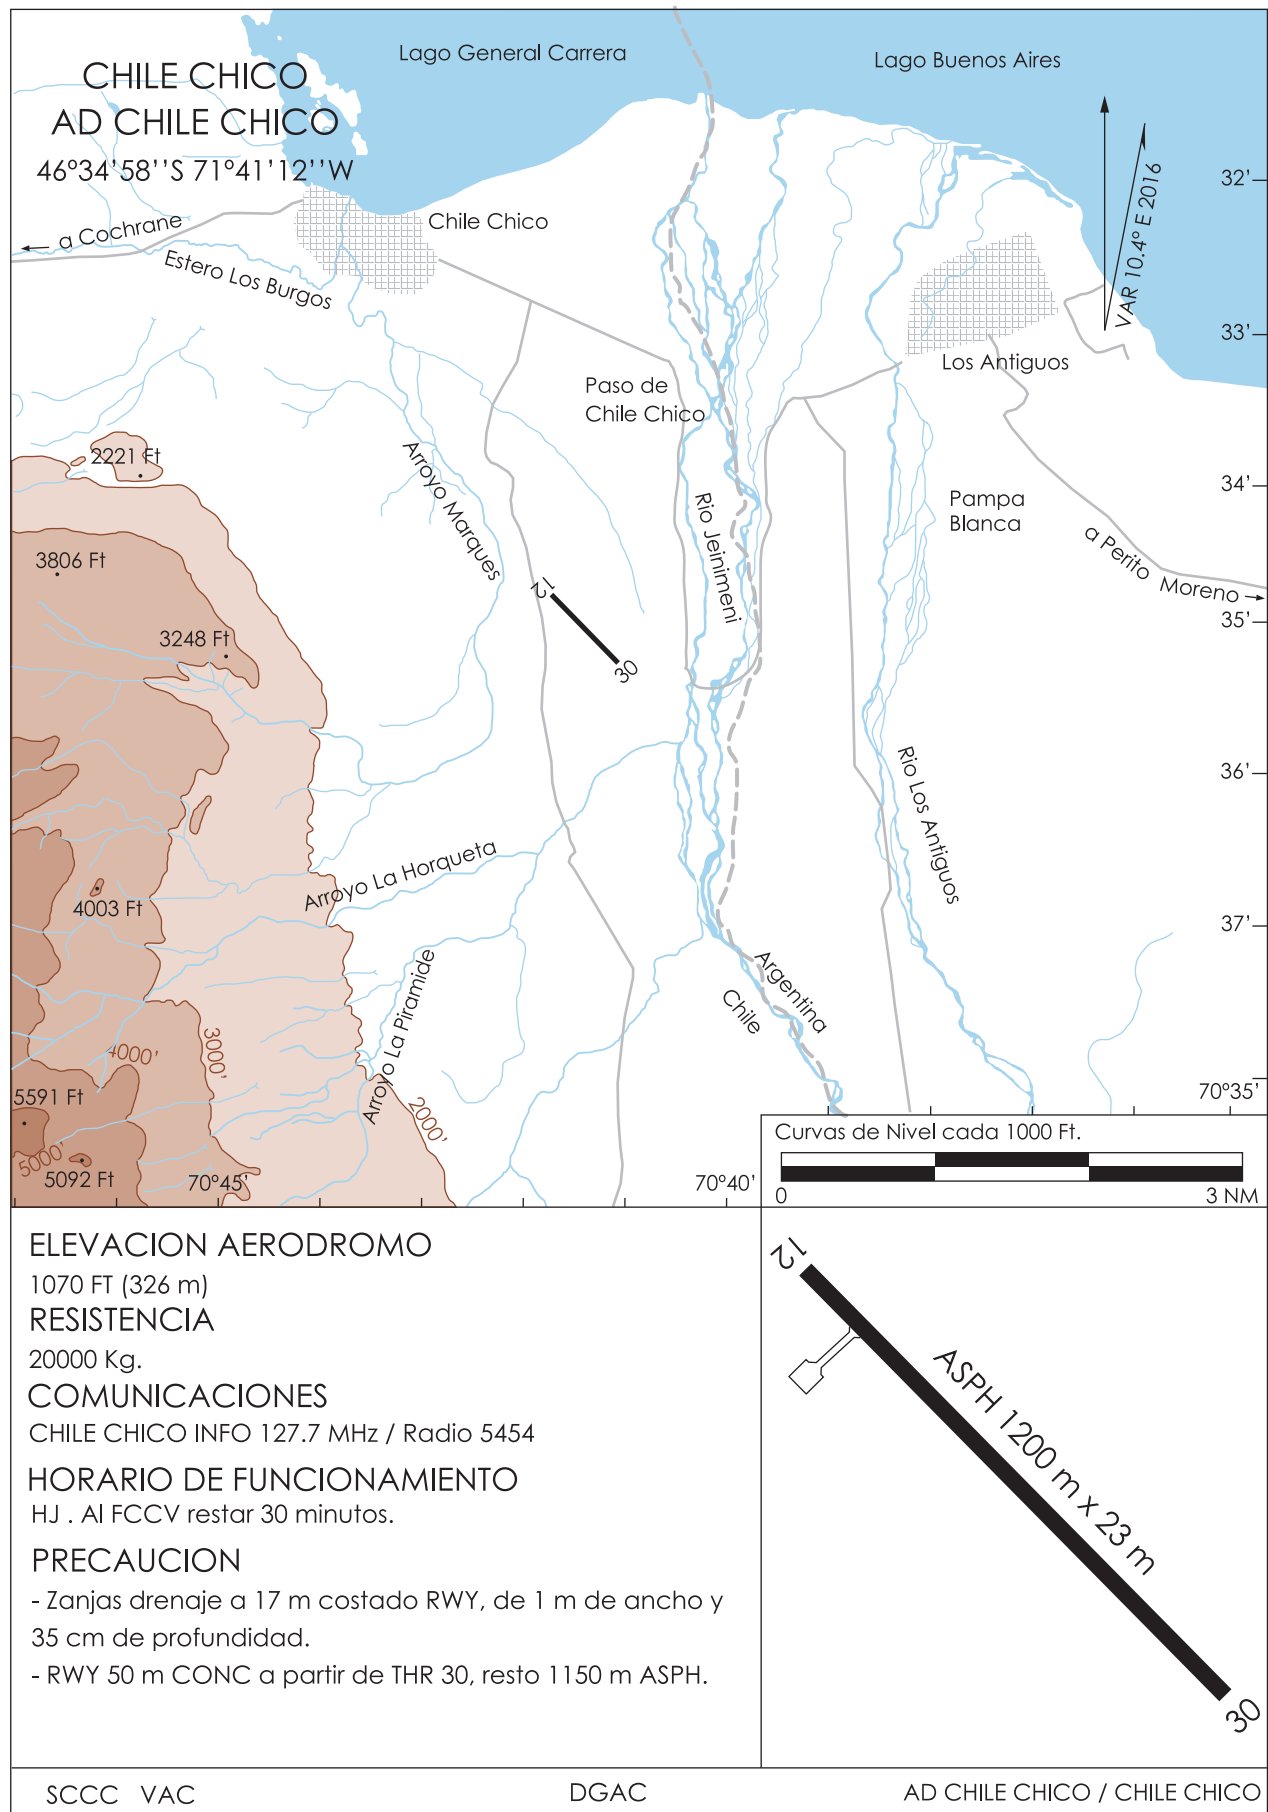 CHILE CHICO
AD CHILE CHICO
46°34'58''S 71°41'12''W
Lago General Carrera
Lago Buenos Aires
VAR 10.4° E 2016
32'
33'
34'
35'
36'
37'
a Cochrane
Chile Chico
Estero Los Burgos
Los Antiguos
Paso de
Chile Chico
Arroyo Marques
Rio Jeinimeni
Pampa
Blanca
a Perito Moreno
2221 Ft
3806 Ft
3248 Ft
12
30
Rio Los Antiguos
Arroyo La Horqueta
4003 Ft
Arroyo La Piramide
Argentina
Chile
3000'
4000'
2000'
5591 Ft
5000'
5092 Ft
70°45'
70°40'
70°35'
Curvas de Nivel cada 1000 Ft.
0
3 NM
ELEVACION AERODROMO
1070 FT (326 m)
RESISTENCIA
20000 Kg.
COMUNICACIONES
CHILE CHICO INFO 127.7 MHz / Radio 5454
HORARIO DE FUNCIONAMIENTO
HJ . Al FCCV restar 30 minutos.
PRECAUCION
- Zanjas drenaje a 17 m costado RWY, de 1 m de ancho y
35 cm de profundidad.
- RWY 50 m CONC a partir de THR 30, resto 1150 m ASPH.
12
ASPH 1200 m x 23 m
30
SCCC VAC
DGAC
AD CHILE CHICO / CHILE CHICO